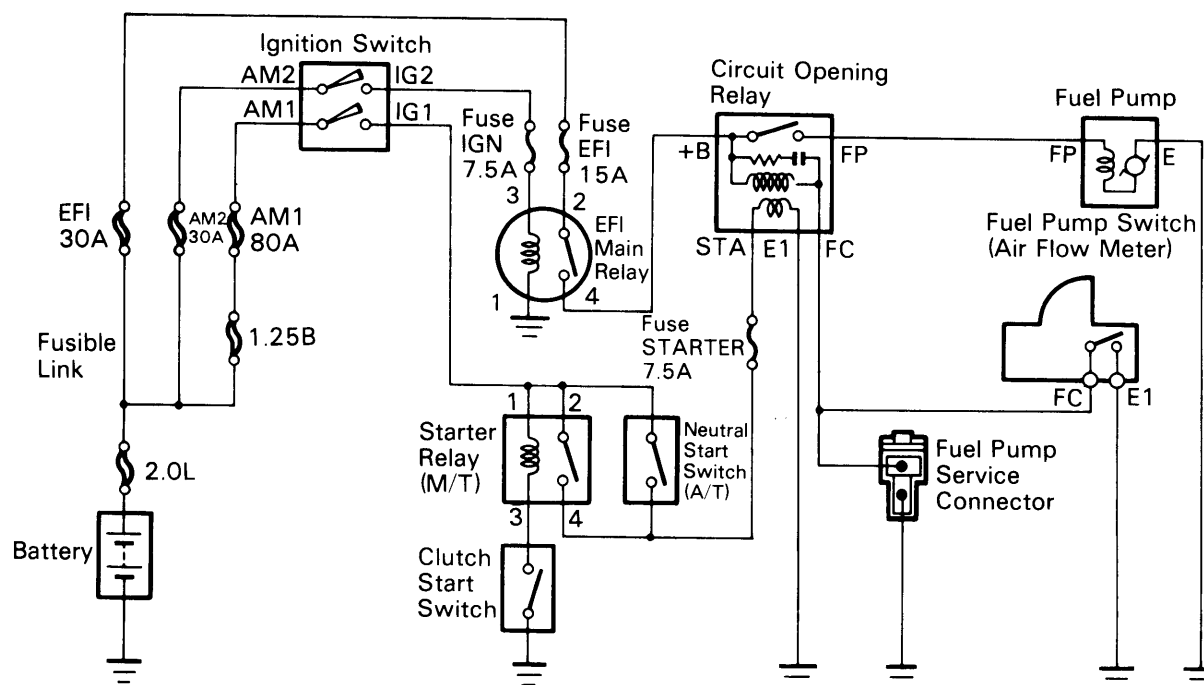 Ignition Switch
AM2
IG2
AM1
IG1
Fuse
IGN
7.5A
Fuse
EFI
15A
Circuit Opening
Relay
+B
FP
STA
E1
FC
Fuel Pump
FP
E
Fuel Pump Switch
(Air Flow Meter)
FC
E1
EFI
30A
AM2
30A
AM1
80A
3
2
EFI
Main
Relay
1
4
Fusible
Link
1.25B
Fuse
STARTER
7.5A
2.0L
Battery
1
2
Starter
Relay
(M/T)
3
4
Neutral
Start
Switch
(A/T)
Clutch
Start
Switch
Fuel Pump
Service
Connector